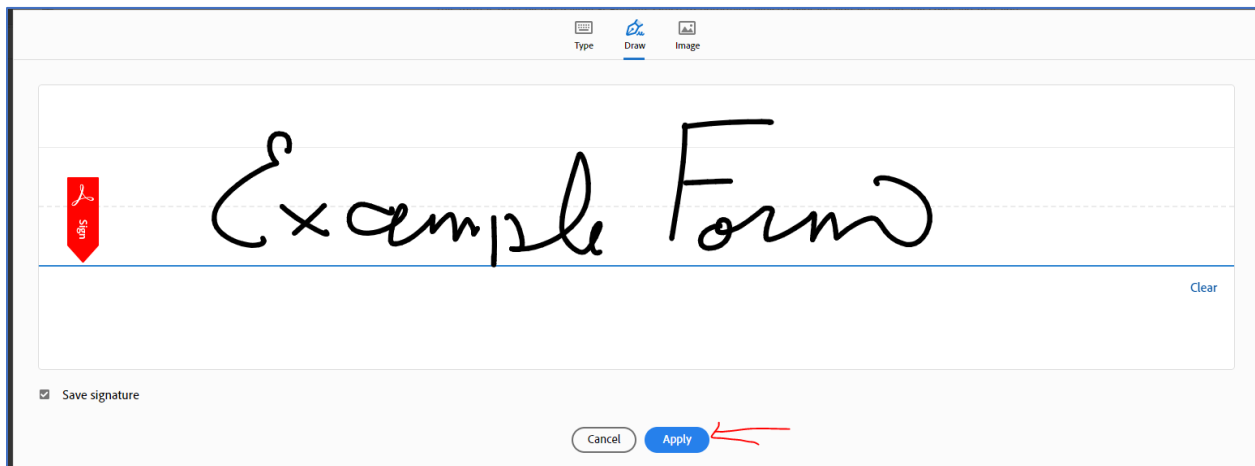 Type Draw Image
Sign
Example Form
Clear
Save signature
Cancel Apply